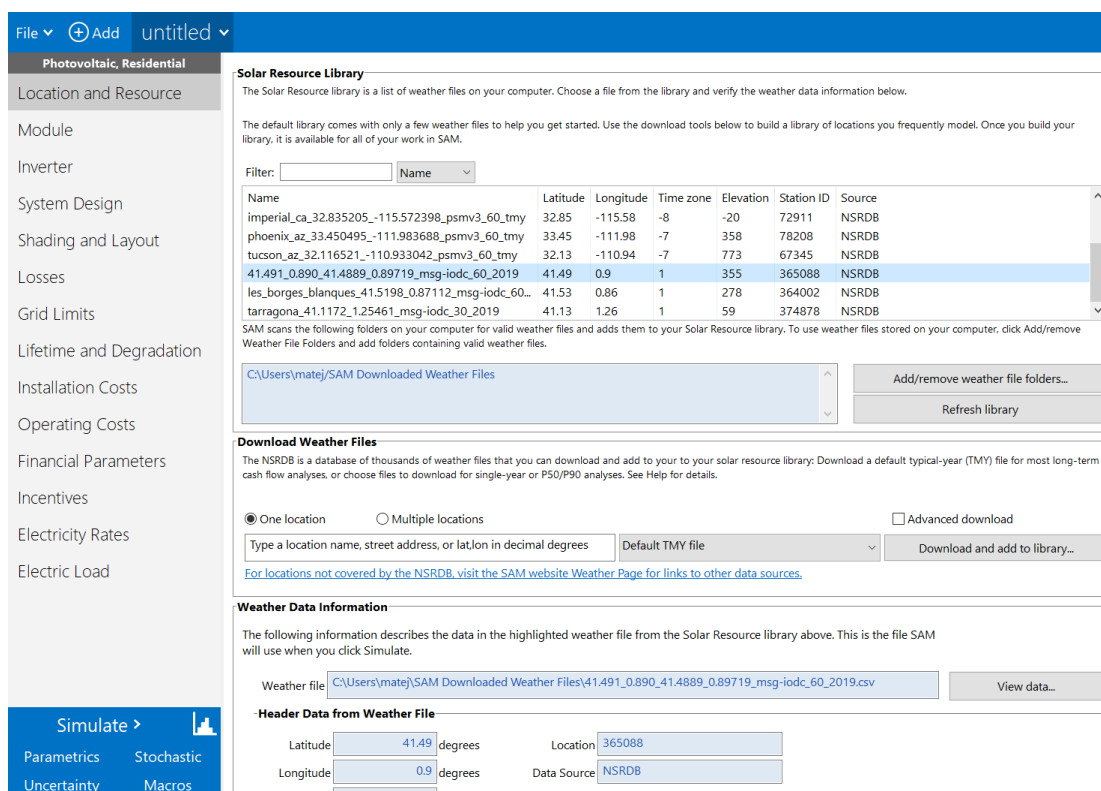 File
Add
untitled
Photovoltaic, Residential
Location and Resource
Module
Inverter
System Design
Shading and Layout
Losses
Grid Limits
Lifetime and Degradation
Installation Costs
Operating Costs
Financial Parameters
Incentives
Electricity Rates
Electric Load
Simulate >
Parametrics Stochastic
Uncertainty Macros
Solar Resource Library
The Solar Resource library is a list of weather files on your computer. Choose a file from the library and verify the weather data information below.
The default library comes with only a few weather files to help you get started. Use the download tools below to build a library of locations you frequently model. Once you build your
library, it is available for all of your work in SAM.
Filter: Name
Name Latitude Longitude Time zone Elevation Station ID Source
imperial_ca_32.835205_-115.572398_psmv3_60_tmy 32.85 -115.58 -8 -20 72911 NSRDB
phoenix_az_33.450495_-111.983688_psmv3_60_tmy 33.45 -111.98 -7 358 78208 NSRDB
tucson_az_32.116521_-110.933042_psmv3_60_tmy 32.13 -110.94 -7 773 67345 NSRDB
41.491_0.890_41.4889_0.89719_msg-iodc_60_2019 41.49 0.9 1 355 365088 NSRDB
les_borges_blanques_41.5198_0.87112_msg-iodc_60... 41.53 0.86 1 278 364002 NSRDB
tarragona_41.1172_1.25461_msg-iodc_30_2019 41.13 1.26 1 59 374878 NSRDB
SAM scans the following folders on your computer for valid weather files and adds them to your Solar Resource library. To use weather files stored on your computer, click Add/remove
Weather File Folders and add folders containing valid weather files.
C:\Users\matej/SAM Downloaded Weather Files
Add/remove weather file folders...
Refresh library
Download Weather Files
The NSRDB is a database of thousands of weather files that you can download and add to your to your solar resource library: Download a default typical-year (TMY) file for most long-term
cash flow analyses, or choose files to download for single-year or P50/P90 analyses. See Help for details.
One location Multiple locations Advanced download
Type a location name, street address, or lat,lon in decimal degrees Default TMY file Download and add to library...
For locations not covered by the NSRDB, visit the SAM website Weather Page for links to other data sources.
Weather Data Information
The following information describes the data in the highlighted weather file from the Solar Resource library above. This is the file SAM
will use when you click Simulate.
Weather file C:\Users\matej\SAM Downloaded Weather Files\41.491_0.890_41.4889_0.89719_msg-iodc_60_2019.csv View data...
Header Data from Weather File
Latitude 41.49 degrees Location 365088
Longitude 0.9 degrees Data Source NSRDB